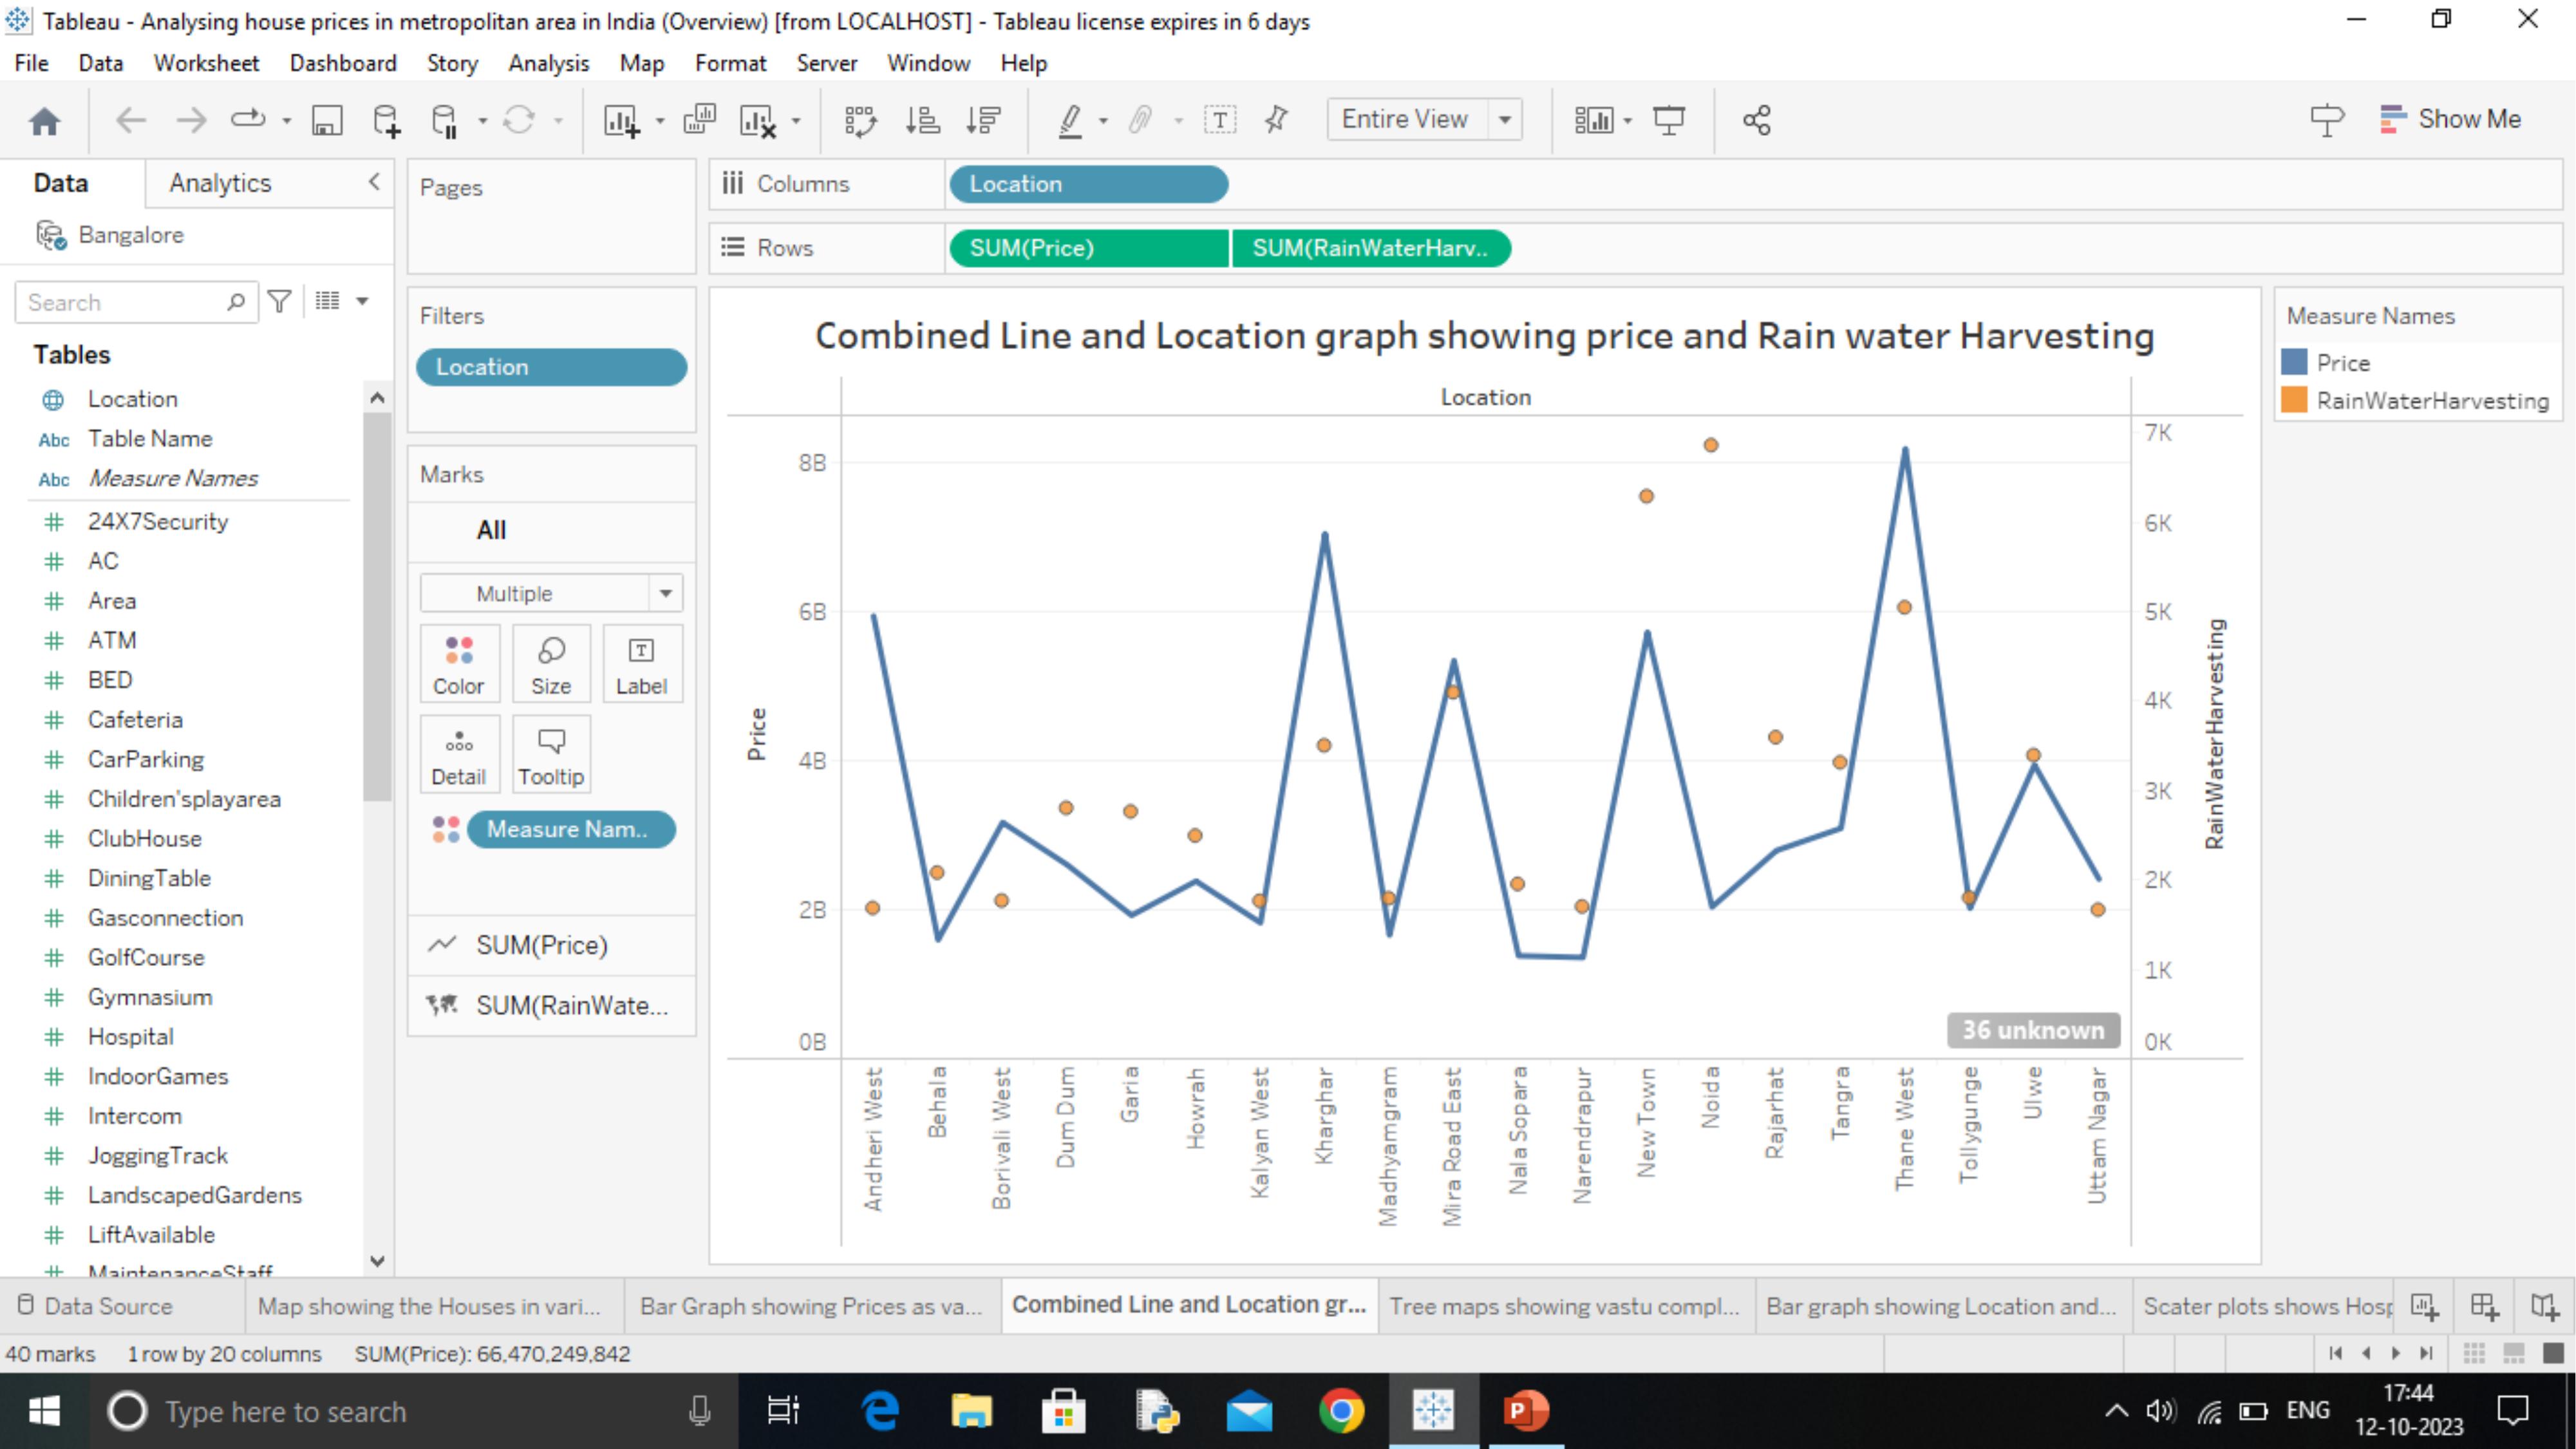 Tableau - Analysing house prices in metropolitan area in India (Overview) [from LOCALHOST] - Tableau license expires in 6 days
File Data Worksheet Dashboard Story Analysis Map Format Server Window Help
Entire View
Show Me
Data Analytics
Bangalore
Search
Tables
Location
Abc Table Name
Abc Measure Names
24X7Security
AC
Area
ATM
BED
Cafeteria
CarParking
Children'splayarea
ClubHouse
DiningTable
Gasconnection
GolfCourse
Gymnasium
Hospital
IndoorGames
Intercom
JoggingTrack
LandscapedGardens
LiftAvailable
MaintenanceStaff
Pages
Filters
Location
Marks
All
Multiple
Color Size Label
Detail Tooltip
Measure Nam..
SUM(Price)
SUM(RainWate...
Columns Location
Rows SUM(Price) SUM(RainWaterHarv..
Combined Line and Location graph showing price and Rain water Harvesting
Location
Price
8B
6B
4B
2B
0B
7K
6K
5K
4K
3K
2K
1K
0K
RainWaterHarvesting
36 unknown
Andheri West
Behala
Borivali West
Dum Dum
Garia
Howrah
Kalyan West
Kharghar
Madhyamgram
Mira Road East
Nala Sopara
Narendrapur
New Town
Noida
Rajarhat
Tangra
Thane West
Tollygunge
Ulwe
Uttam Nagar
Measure Names
Price
RainWaterHarvesting
Data Source Map showing the Houses in vari... Bar Graph showing Prices as va... Combined Line and Location gr... Tree maps showing vastu compl... Bar graph showing Location and... Scater plots shows Hosp
40 marks 1 row by 20 columns SUM(Price): 66,470,249,842
Type here to search
ENG
17:44
12-10-2023